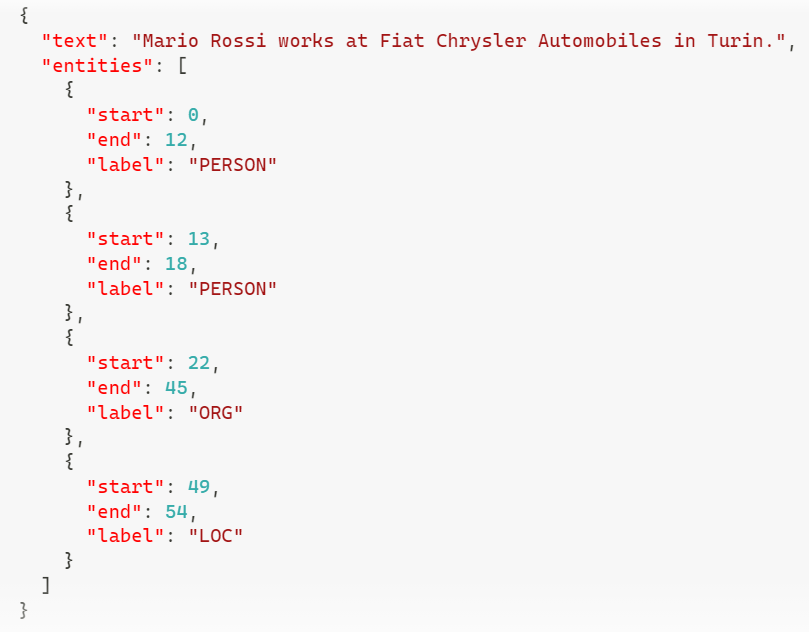 {
  "text": "Mario Rossi works at Fiat Chrysler Automobiles in Turin.",
  "entities": [
    {
      "start": 0,
      "end": 12,
      "label": "PERSON"
    },
    {
      "start": 13,
      "end": 18,
      "label": "PERSON"
    },
    {
      "start": 22,
      "end": 45,
      "label": "ORG"
    },
    {
      "start": 49,
      "end": 54,
      "label": "LOC"
    }
  ]
}